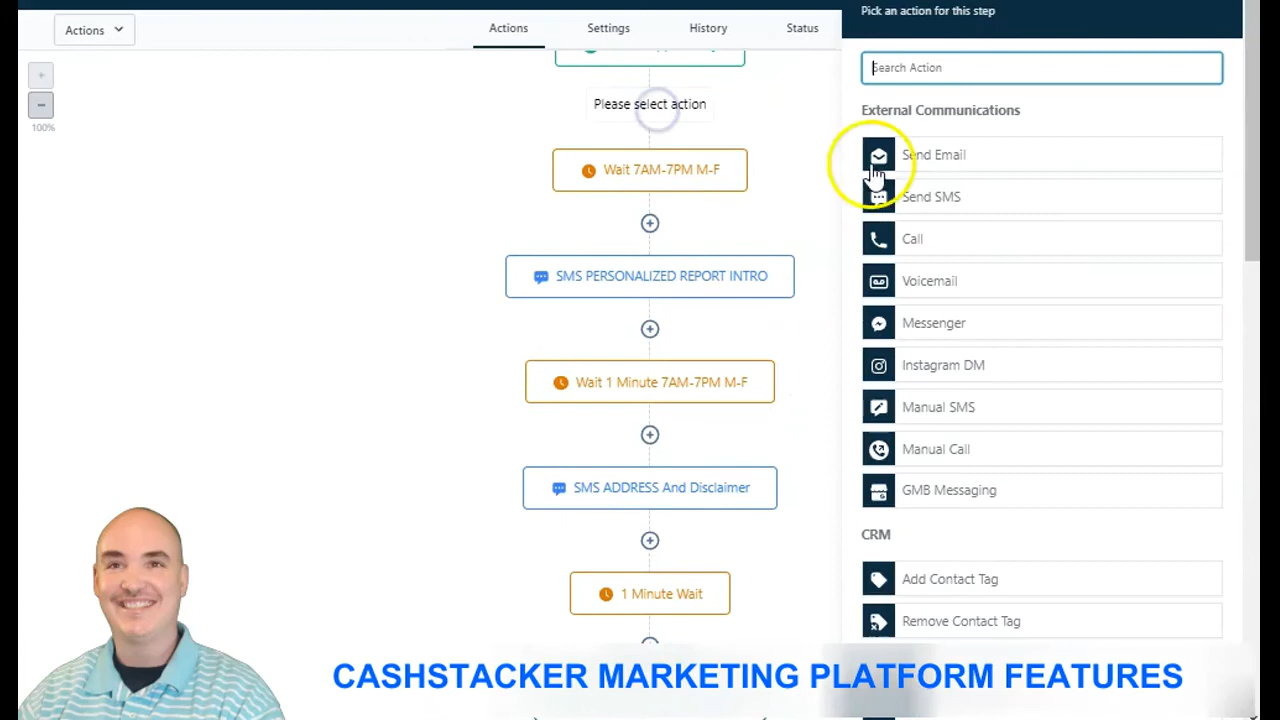 Pick an action for this step
Actions
Actions
Settings
History
Status
100%
Please select action
Wait 7AM-7PM M-F
SMS PERSONALIZED REPORT INTRO
Wait 1 Minute 7AM-7PM M-F
SMS ADDRESS And Disclaimer
1 Minute Wait
Search Action
External Communications
Send Email
Send SMS
Call
Voicemail
Messenger
Instagram DM
Manual SMS
Manual Call
GMB Messaging
CRM
Add Contact Tag
Remove Contact Tag
CASHSTACKER MARKETING PLATFORM FEATURES